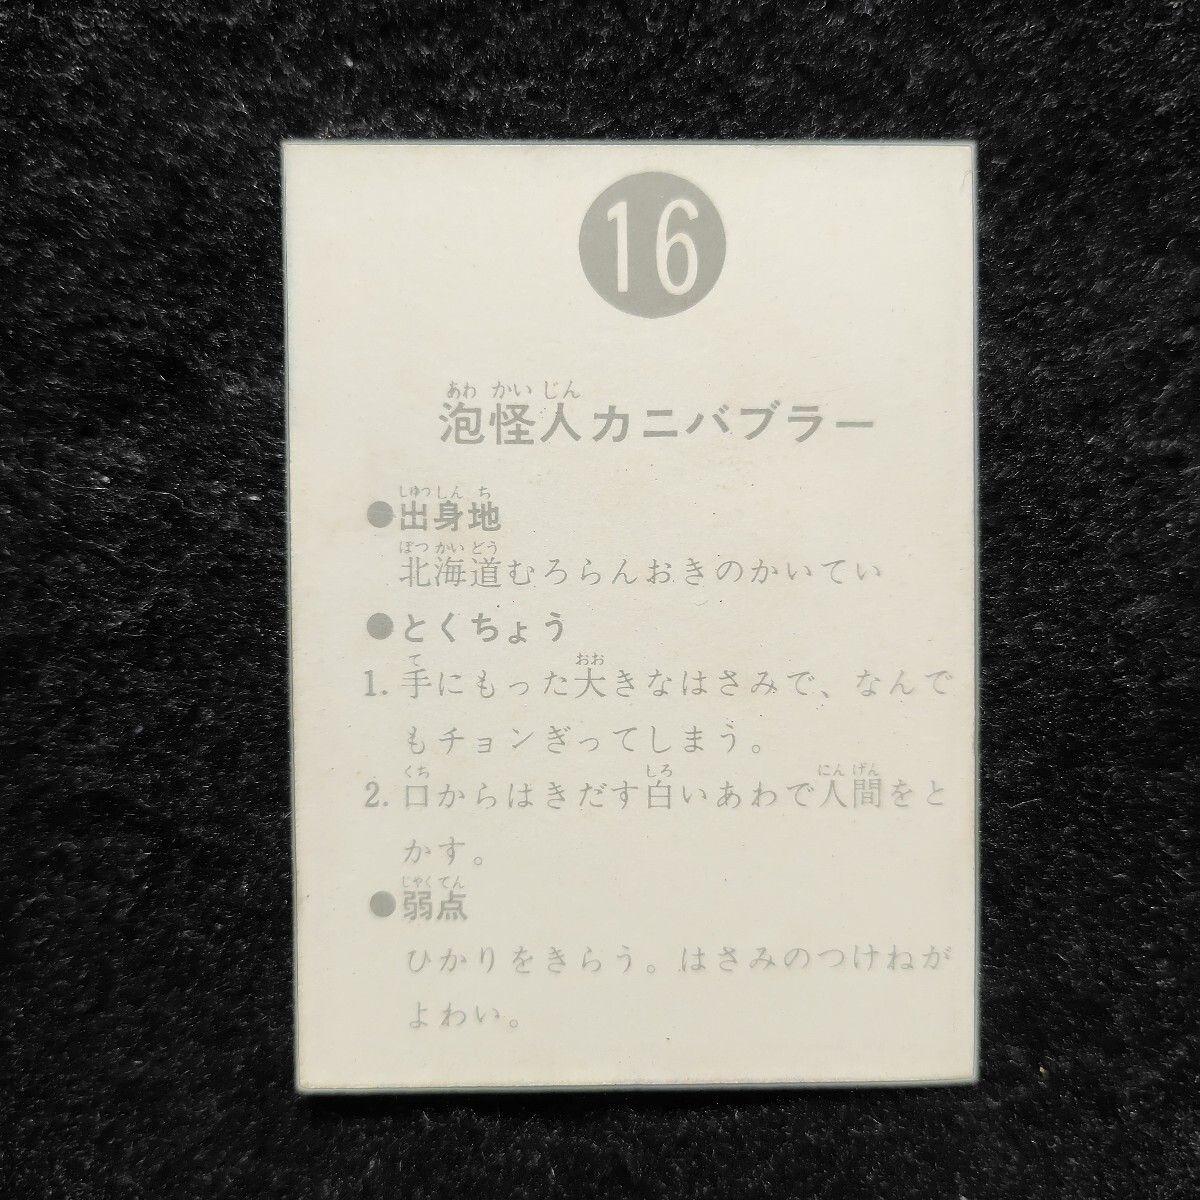 16
あわ かい じん
泡怪人カニバブラー
しゅっ しん ち
●出身地
ほっ かい どう
北海道むろらんおきのかいてい
●とくちょう
て おお
1. 手にもった大きなはさみで、なんで
もチョンぎってしまう。
くち しろ にん げん
2. 口からはきだす白いあわで人間をと
かす。
じゃく てん
●弱点
ひかりをきらう。はさみのつけねが
よわい。